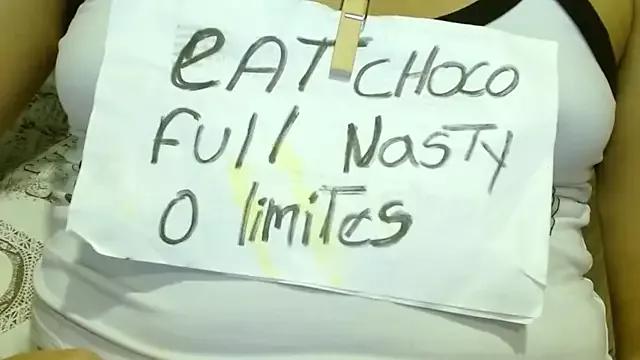 eAT CHOCO
Full NasTy
0 limiTes